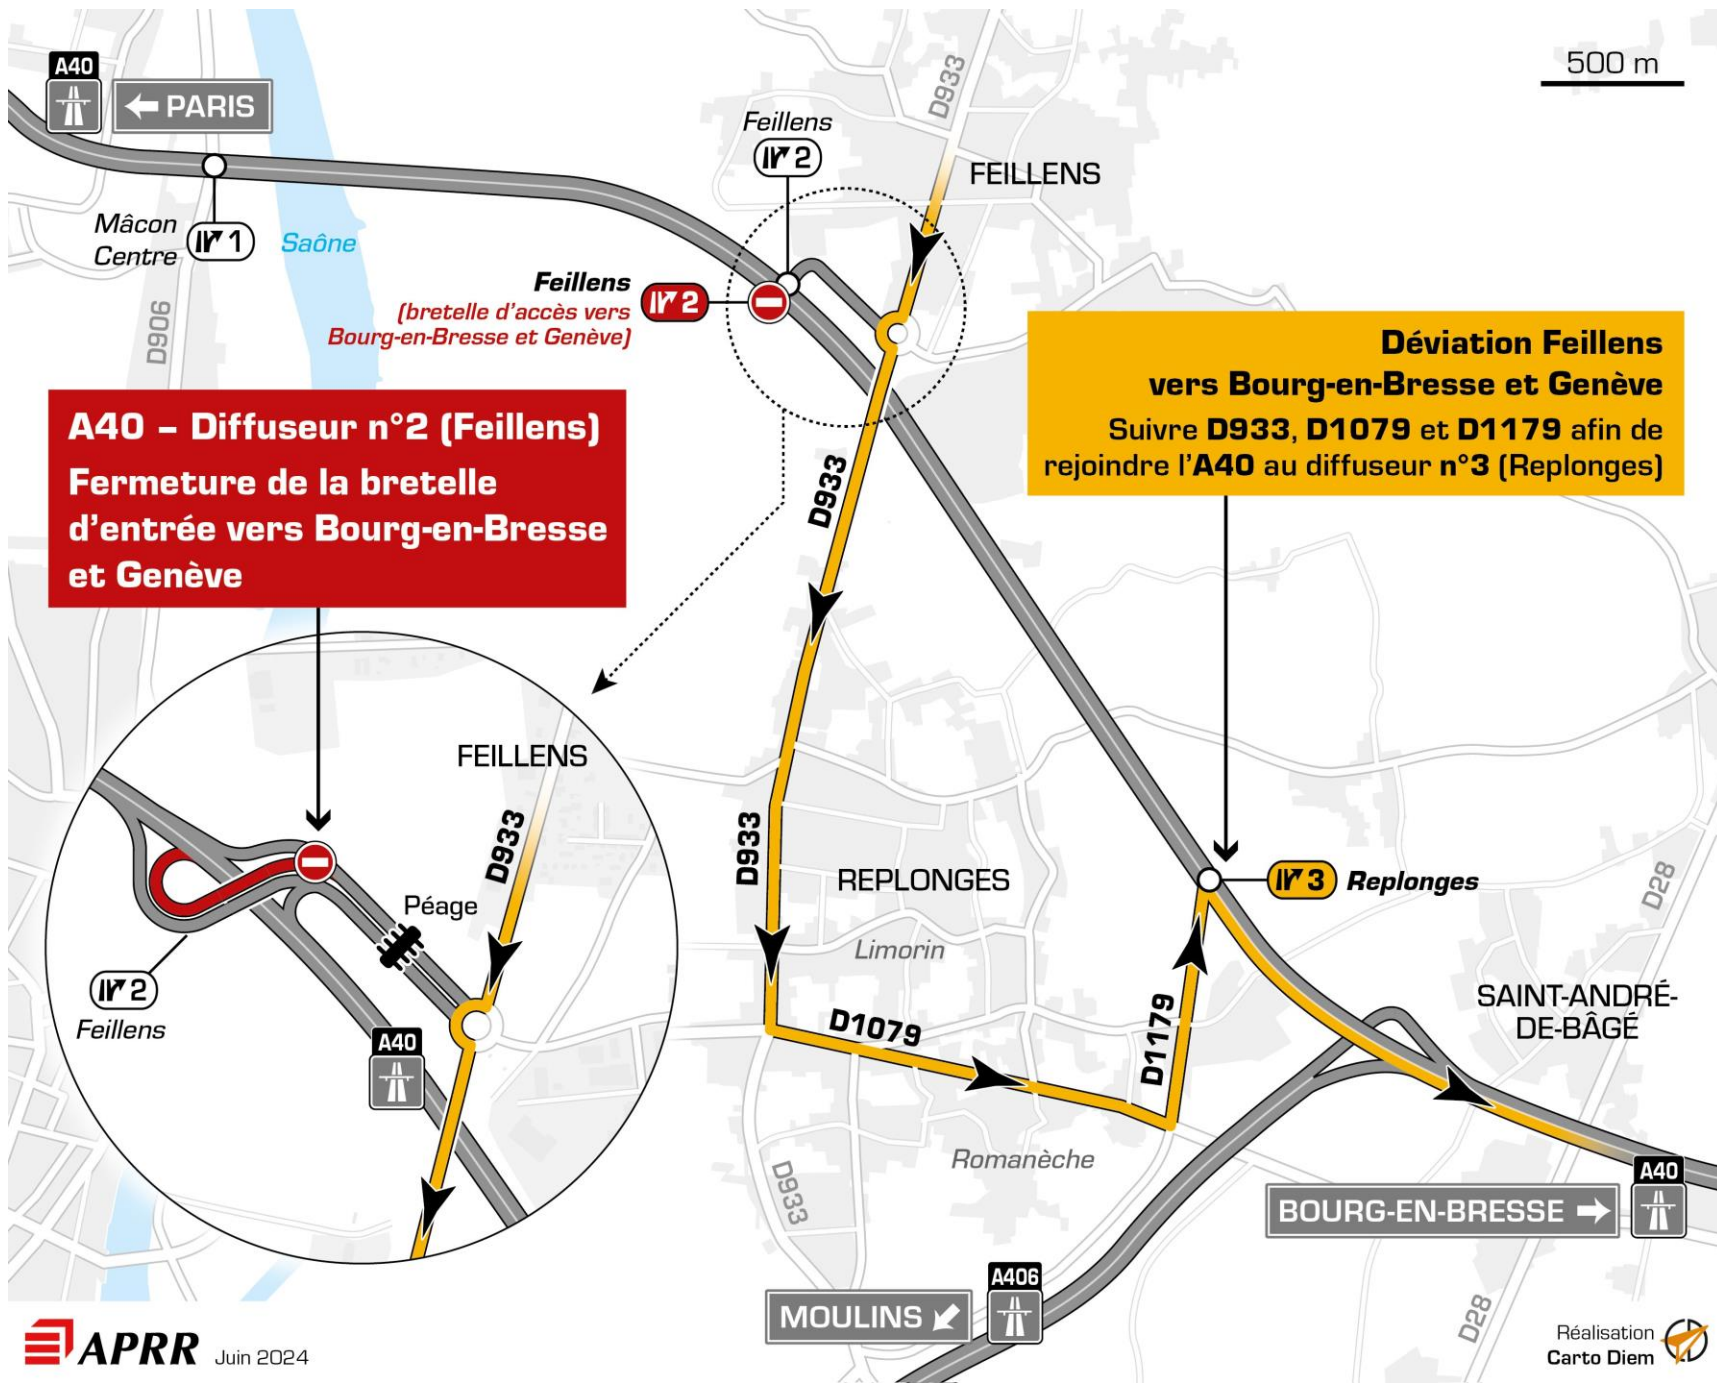 A40
← PARIS
500 m
D933
Feillens
2
FEILLENS
Mâcon
Centre
1
Saône
Feillens
2
(bretelle d'accès vers
Bourg-en-Bresse et Genève)
D906
Déviation Feillens
vers Bourg-en-Bresse et Genève
Suivre D933, D1079 et D1179 afin de
rejoindre l'A40 au diffuseur n°3 (Replonges)
A40 – Diffuseur n°2 (Feillens)
Fermeture de la bretelle
d'entrée vers Bourg-en-Bresse
et Genève
D933
FEILLENS
D933
D933
Péage
2
Feillens
A40
REPLONGES
3 Replonges
D28
Limorin
SAINT-ANDRÉ-
DE-BÂGÉ
D1079
D1179
Romanèche
D933
A40
BOURG-EN-BRESSE →
A406
MOULINS ↙
D28
APRR Juin 2024
Réalisation
Carto Diem